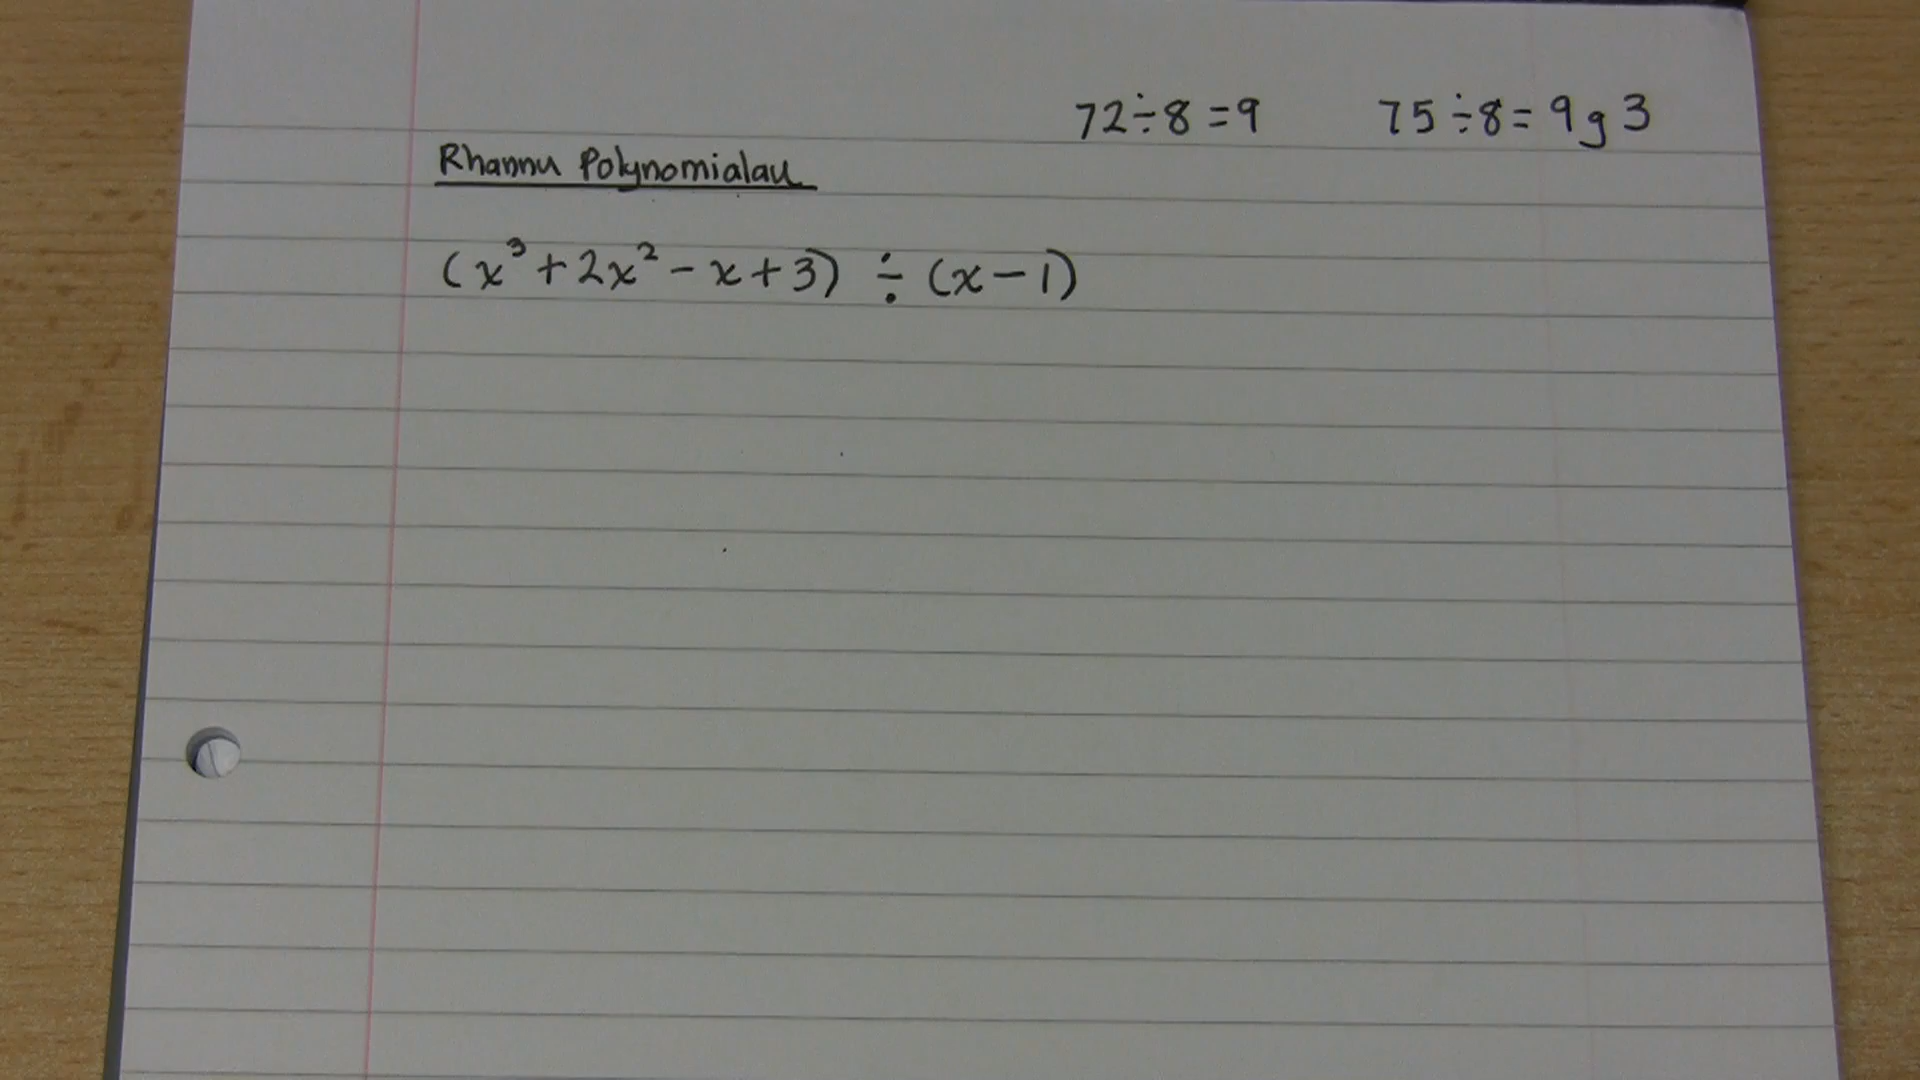 72÷8=9 75÷8=9 g 3
Rhannu Polynomialau
(x³+2x²-x+3) ÷ (x-1)